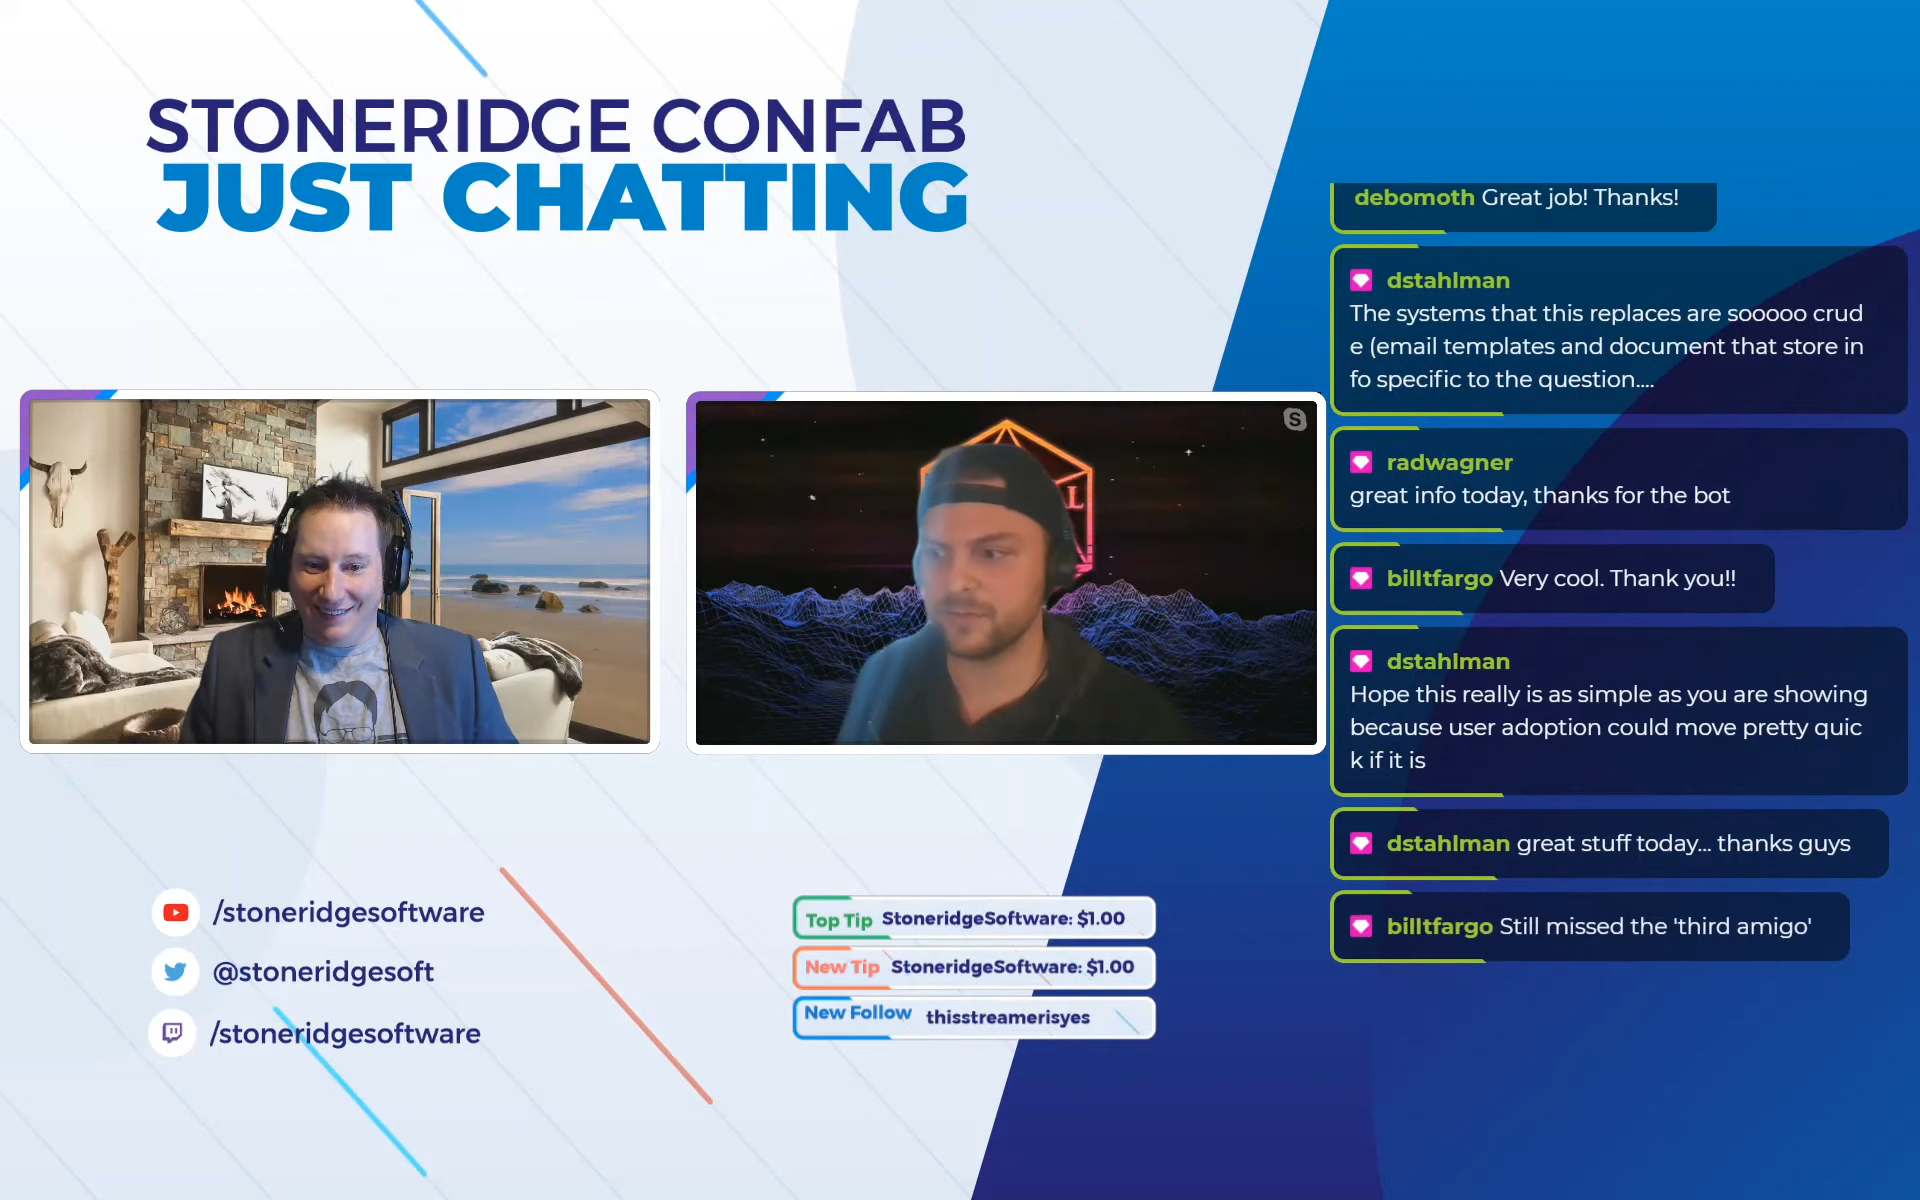 STONERIDGE CONFAB
JUST CHATTING
S
L
/stoneridgesoftware
@stoneridgesoft
/stoneridgesoftware
Top Tip StoneridgeSoftware: $1.00
New Tip StoneridgeSoftware: $1.00
New Follow thisstreamerisyes
debomoth Great job! Thanks!
dstahlman
The systems that this replaces are sooooo crud
e (email templates and document that store in
fo specific to the question....
radwagner
great info today, thanks for the bot
billtfargo Very cool. Thank you!!
dstahlman
Hope this really is as simple as you are showing
because user adoption could move pretty quic
k if it is
dstahlman great stuff today... thanks guys
billtfargo Still missed the 'third amigo'